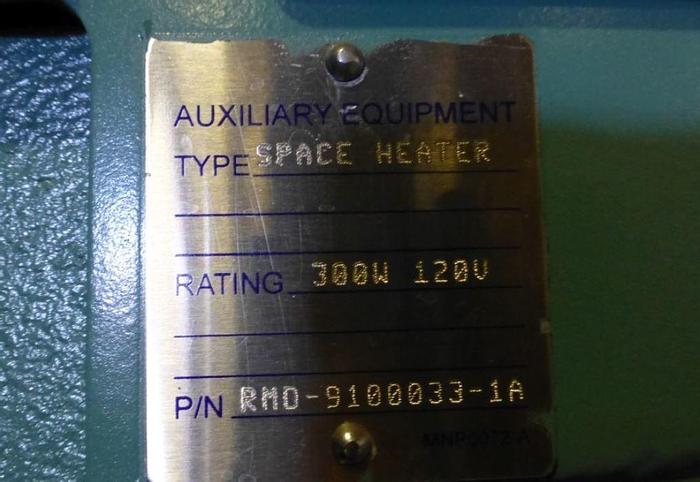 AUXILIARY EQUIPMENT
TYPE SPACE HEATER
RATING 300W 120V
P/N RMD-9100033-1A
MNP0072-A